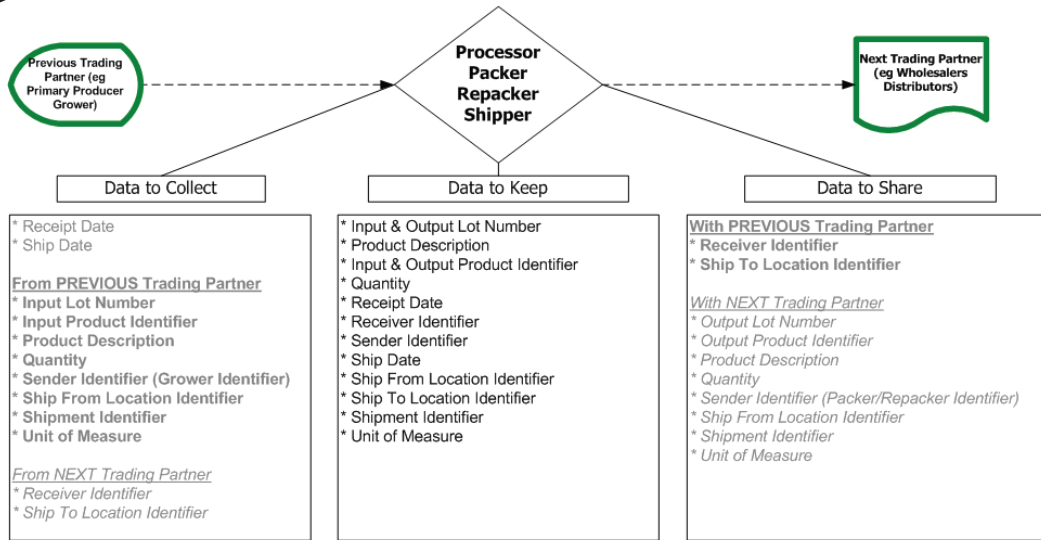 Previous Trading
Partner (eg
Primary Producer
Grower)
Processor
Packer
Repacker
Shipper
Next Trading Partner
(eg Wholesalers
Distributors)
Data to Collect
* Receipt Date
* Ship Date
From PREVIOUS Trading Partner
* Input Lot Number
* Input Product Identifier
* Product Description
* Quantity
* Sender Identifier (Grower Identifier)
* Ship From Location Identifier
* Shipment Identifier
* Unit of Measure
From NEXT Trading Partner
* Receiver Identifier
* Ship To Location Identifier
Data to Keep
* Input & Output Lot Number
* Product Description
* Input & Output Product Identifier
* Quantity
* Receipt Date
* Receiver Identifier
* Sender Identifier
* Ship Date
* Ship From Location Identifier
* Ship To Location Identifier
* Shipment Identifier
* Unit of Measure
Data to Share
With PREVIOUS Trading Partner
* Receiver Identifier
* Ship To Location Identifier
With NEXT Trading Partner
* Output Lot Number
* Output Product Identifier
* Product Description
* Quantity
* Sender Identifier (Packer/Repacker Identifier)
* Ship From Location Identifier
* Shipment Identifier
* Unit of Measure